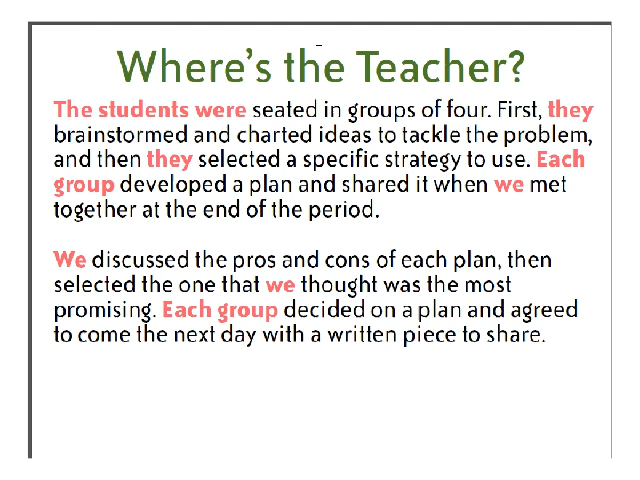 Where's the Teacher?
The students were seated in groups of four. First, they
brainstormed and charted ideas to tackle the problem,
and then they selected a specific strategy to use. Each
group developed a plan and shared it when we met
together at the end of the period.
We discussed the pros and cons of each plan, then
selected the one that we thought was the most
promising. Each group decided on a plan and agreed
to come the next day with a written piece to share.